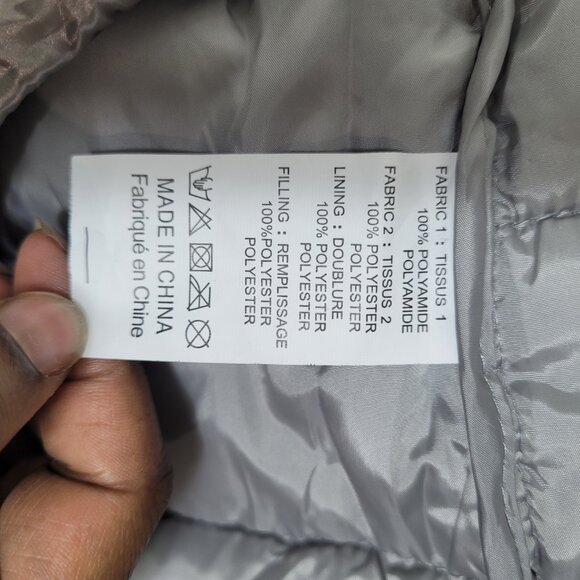 FABRIC 1 : TISSUS 1
100% POLYAMIDE
POLYAMIDE
FABRIC 2 : TISSUS 2
100% POLYESTER
POLYESTER
LINING : DOUBLURE
100% POLYESTER
POLYESTER
FILLING : REMPLISSAGE
100%POLYESTER
POLYESTER
MADE IN CHINA
Fabriqué en Chine